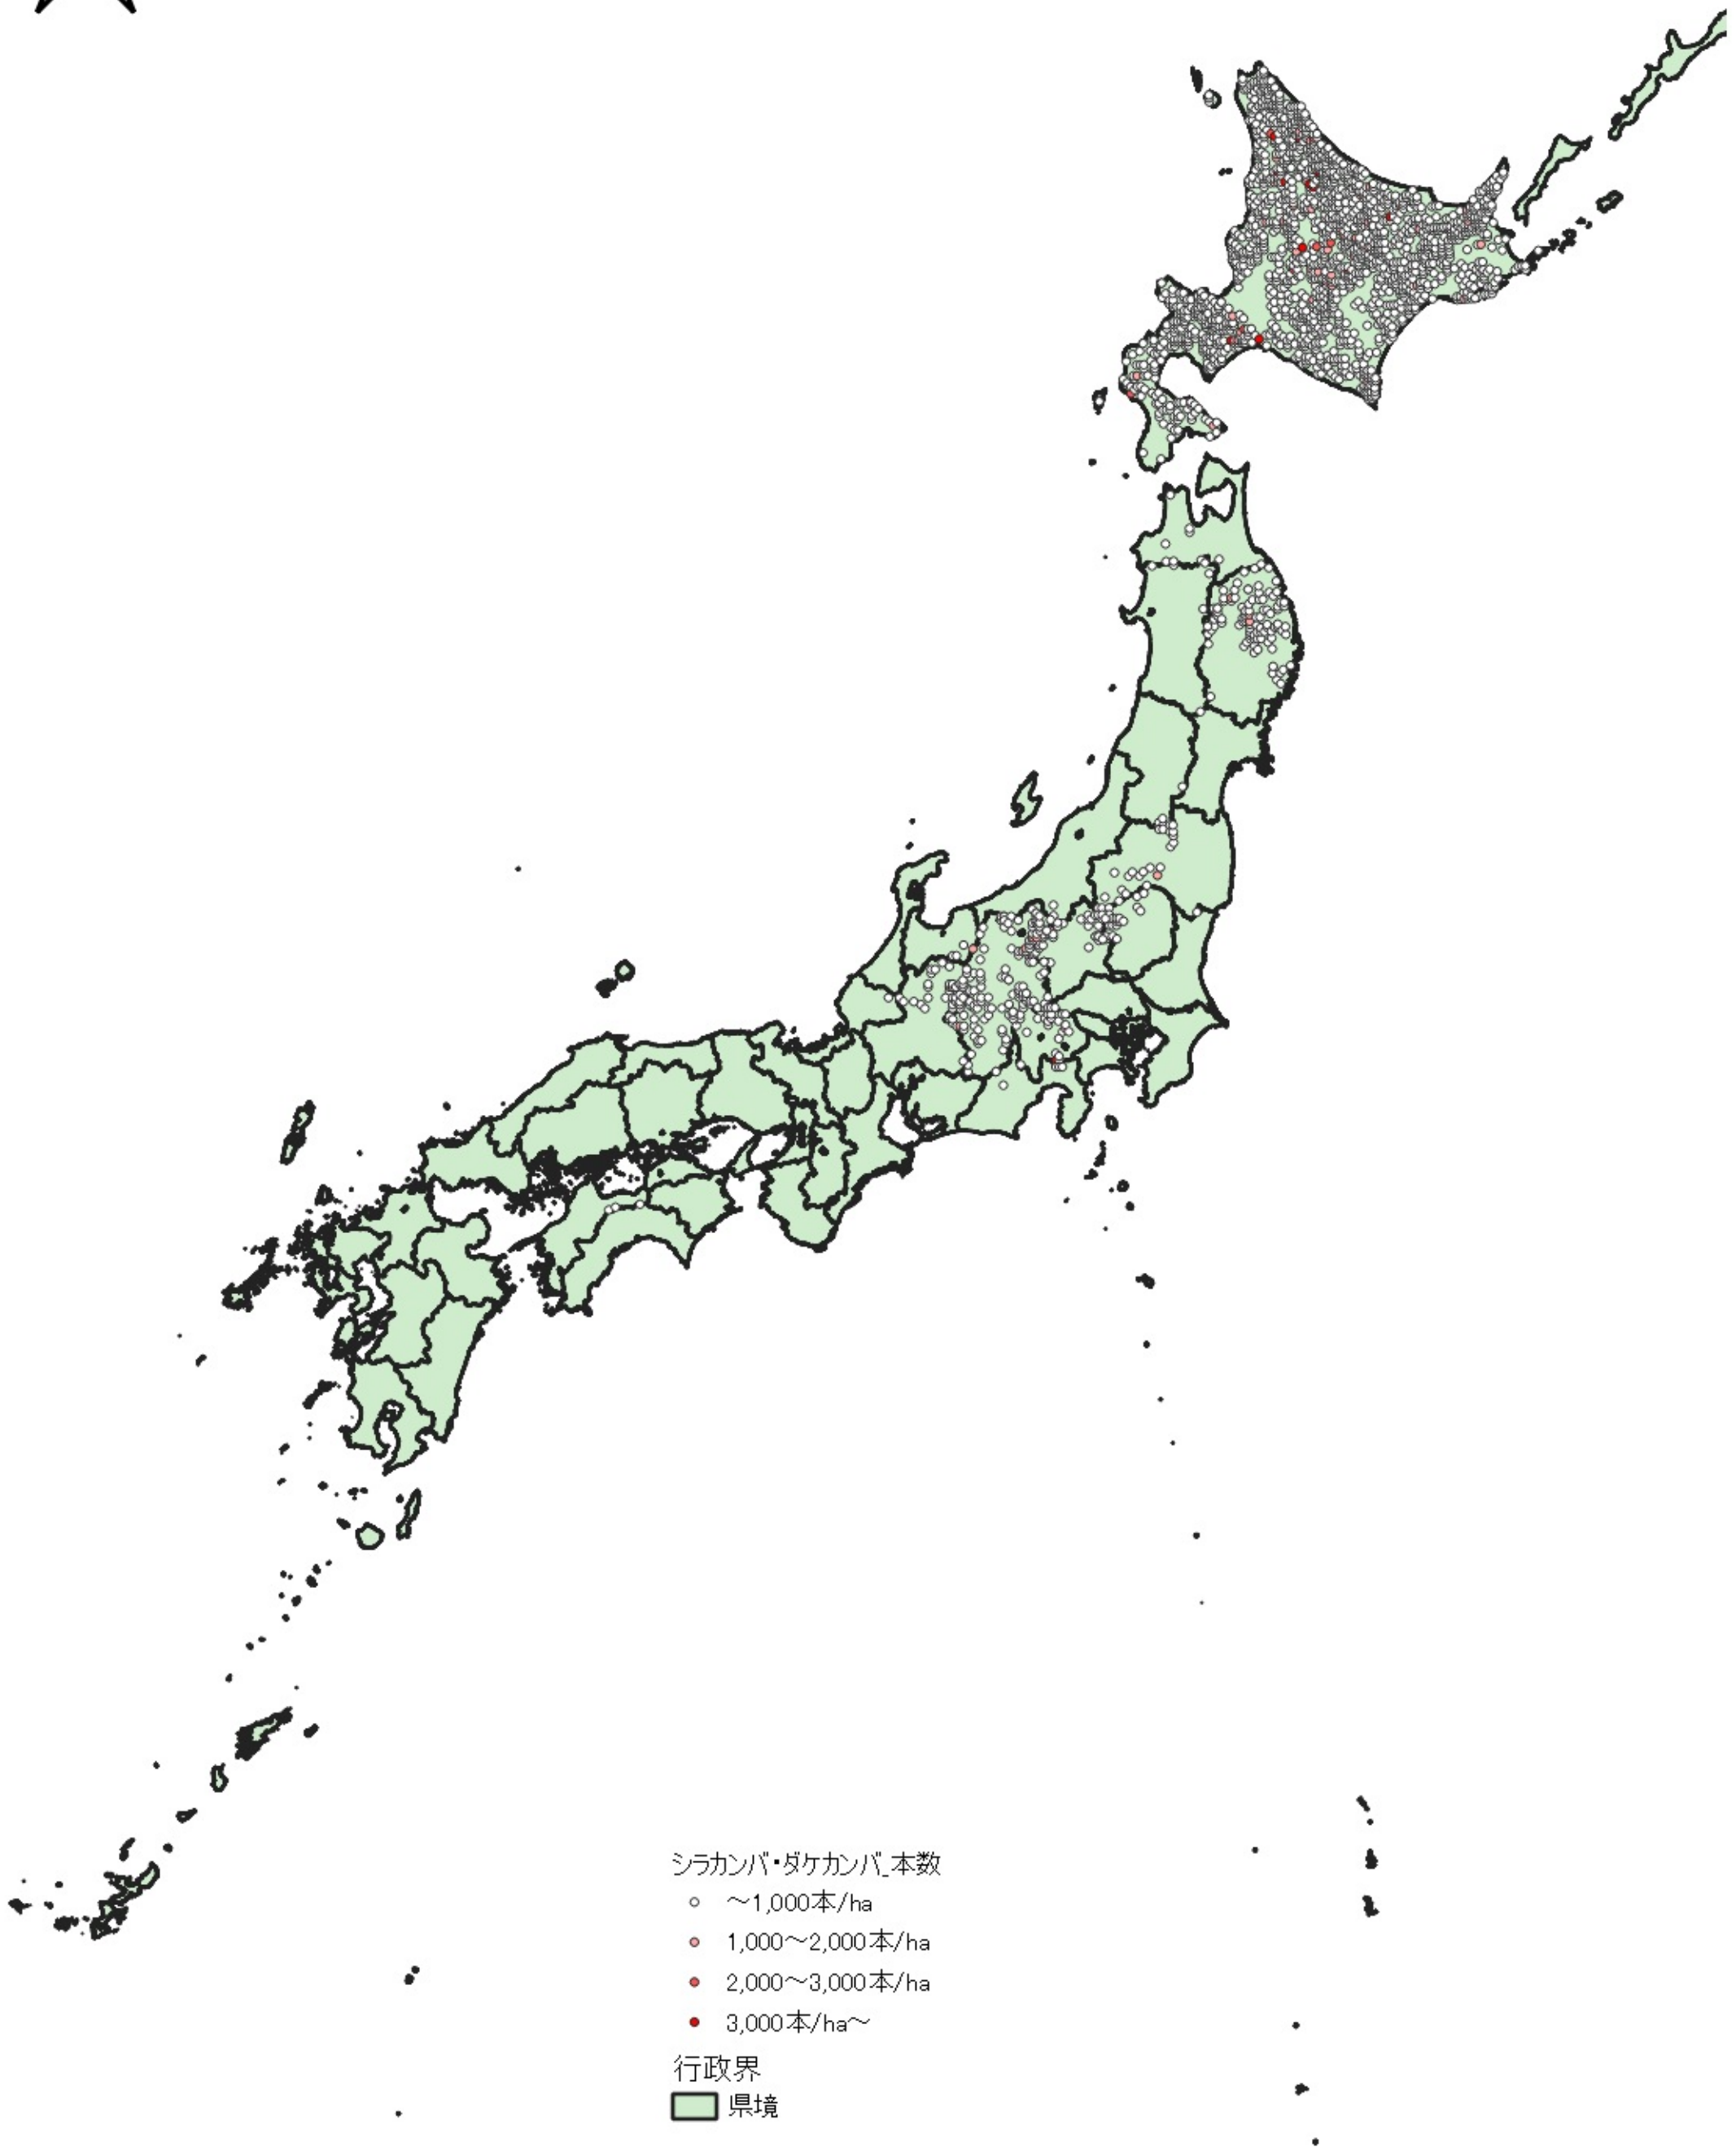 シラカンバ・ダケカンバ_本数
～1,000本/ha
1,000～2,000本/ha
2,000～3,000本/ha
3,000本/ha～
行政界
県境